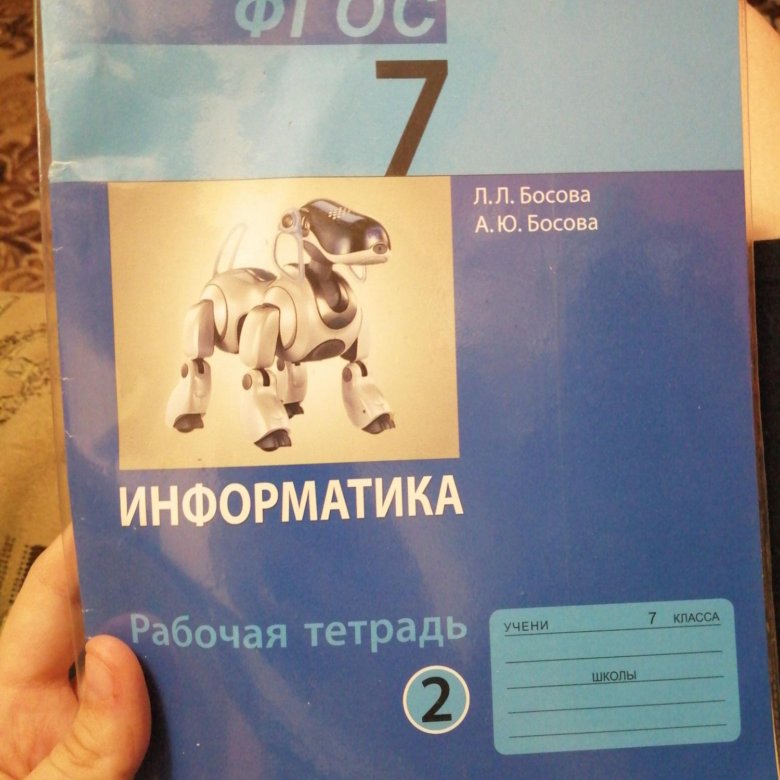 ФГОС
7
Л.Л. Босова
А.Ю. Босова
ИНФОРМАТИКА
Рабочая тетрадь
2
УЧЕНИ 7 КЛАССА
ШКОЛЫ